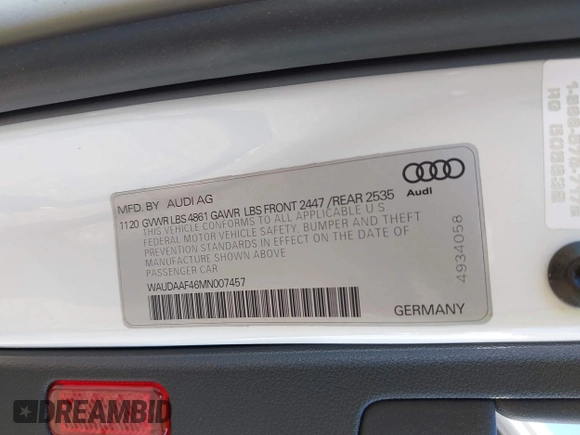 MFD. BY AUDI AG
1120 GVWR LBS 4861 GAWR LBS FRONT 2447 /REAR 2535
THIS VEHICLE CONFORMS TO ALL APPLICABLE U S
FEDERAL MOTOR VEHICLE SAFETY, BUMPER AND THEFT
PREVENTION STANDARDS IN EFFECT ON THE DATE OF
MANUFACTURE SHOWN ABOVE
PASSENGER CAR
WAUDAAF46MN007457
Audi
4934058
GERMANY
DREAMBID